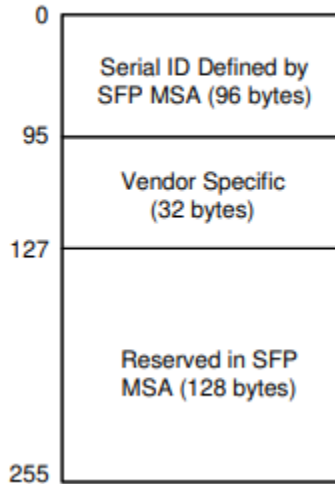 0
Serial ID Defined by
SFP MSA (96 bytes)
95
Vendor Specific
(32 bytes)
127
Reserved in SFP
MSA (128 bytes)
255